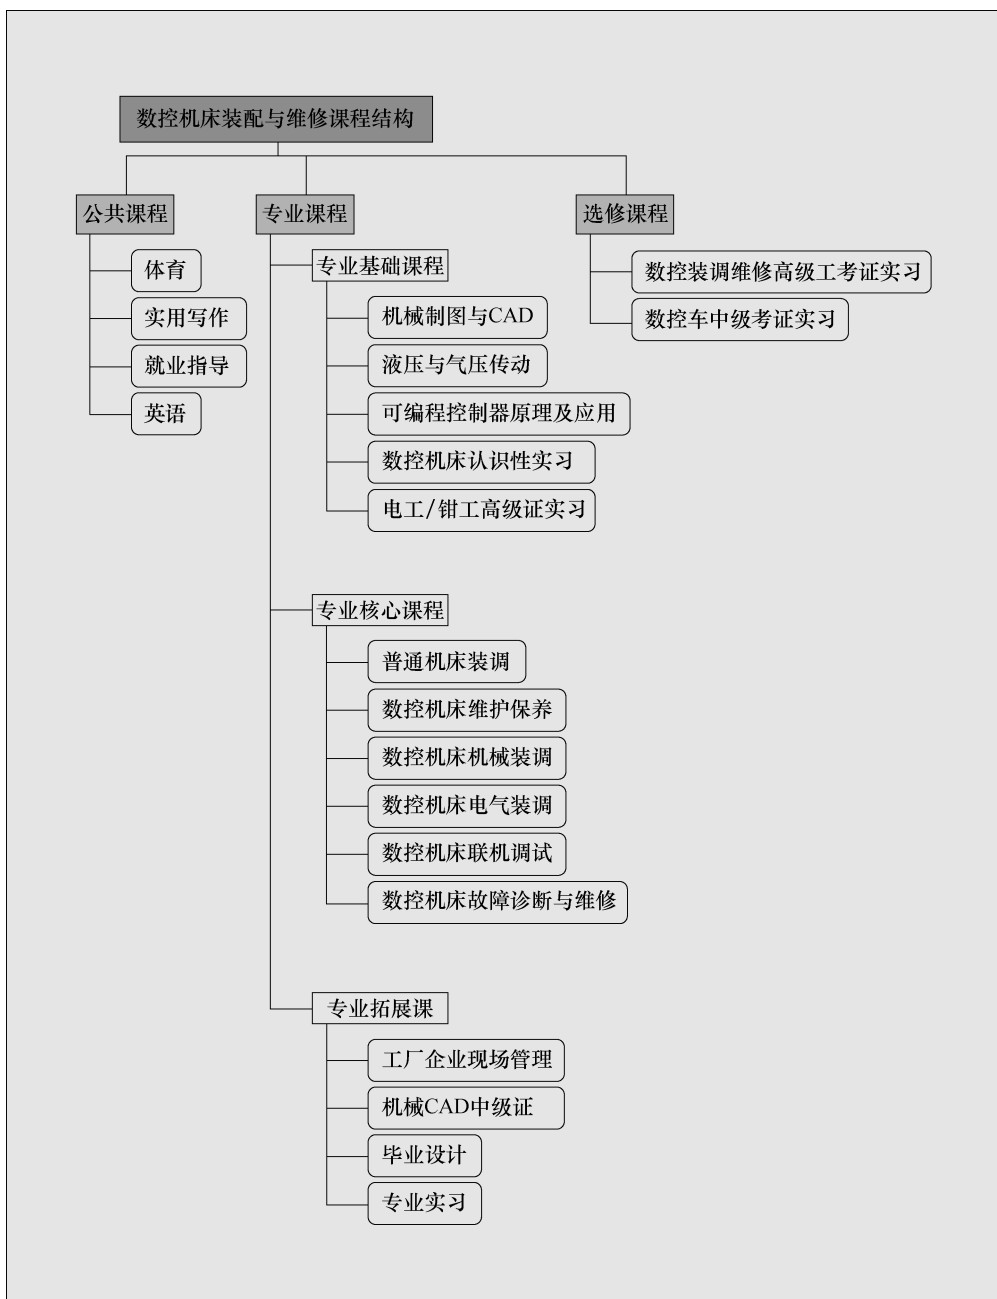 数控机床装配与维修课程结构
公共课程
体育
实用写作
就业指导
英语
专业课程
专业基础课程
机械制图与CAD
液压与气压传动
可编程控制器原理及应用
数控机床认识性实习
电工/钳工高级证实习
专业核心课程
普通机床装调
数控机床维护保养
数控机床机械装调
数控机床电气装调
数控机床联机调试
数控机床故障诊断与维修
专业拓展课
工厂企业现场管理
机械CAD中级证
毕业设计
专业实习
选修课程
数控装调维修高级工考证实习
数控车中级考证实习